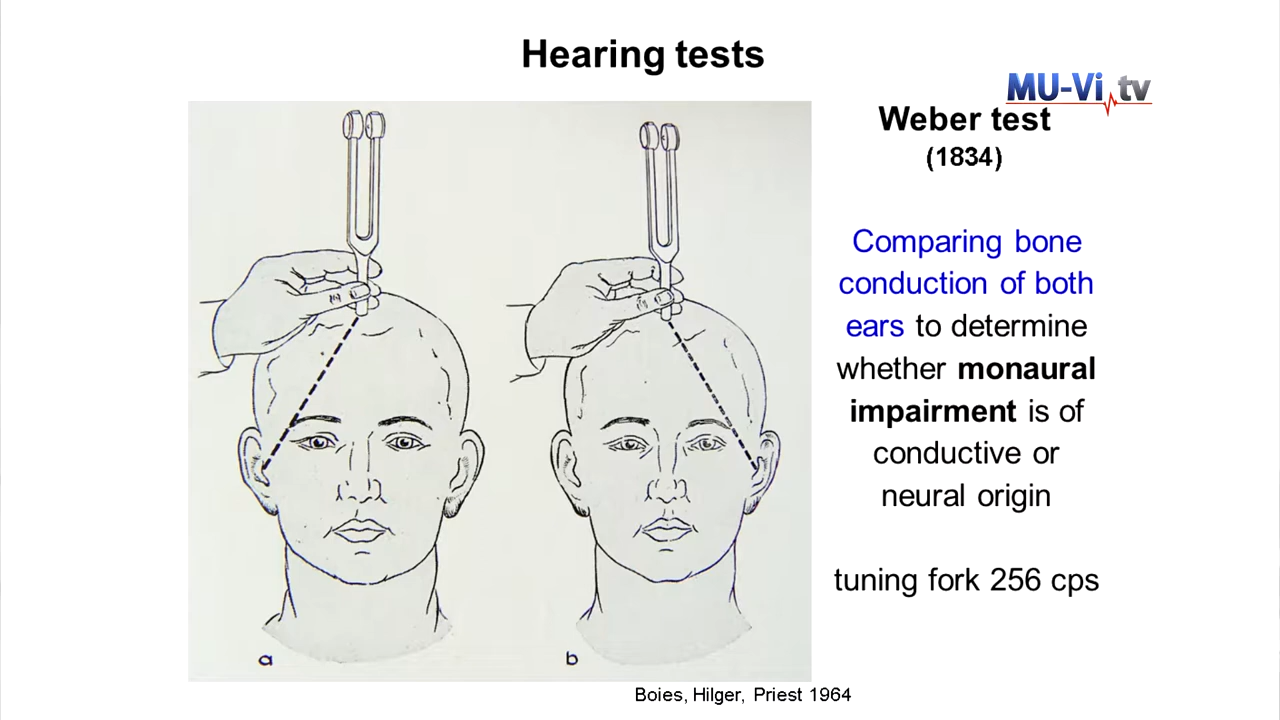 Hearing tests
MU-Vi tv
Weber test
(1834)
Comparing bone
conduction of both
ears to determine
whether monaural
impairment is of
conductive or
neural origin
tuning fork 256 cps
a
b
Boies, Hilger, Priest 1964